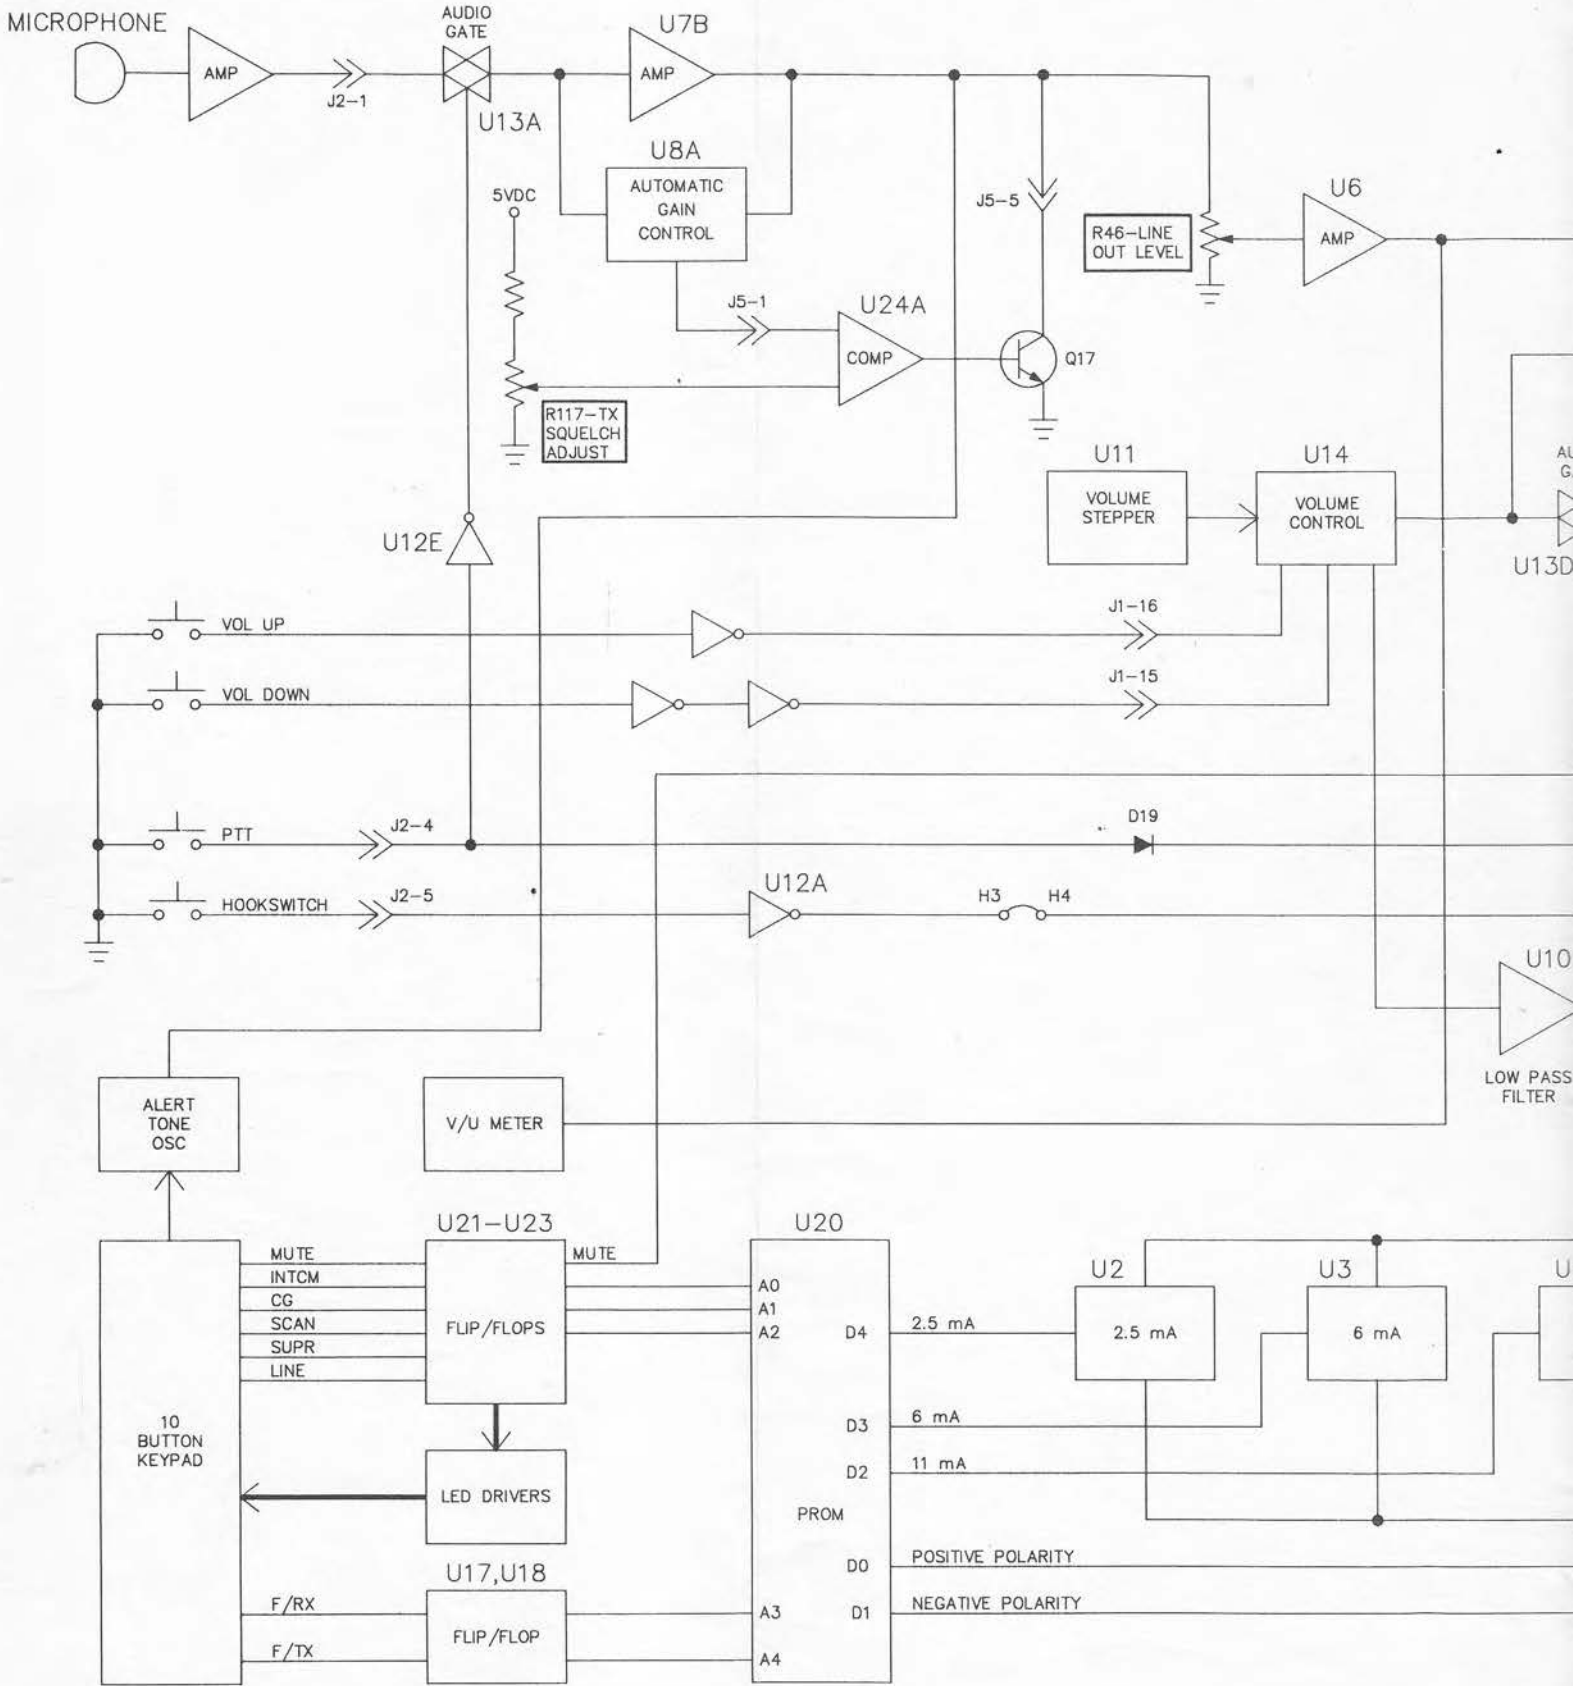 MICROPHONE
AMP
J2-1
AUDIO
GATE
U13A
U7B
AMP
U8A
AUTOMATIC
GAIN
CONTROL
5VDC
J5-1
U24A
COMP
J5-5
Q17
R46-LINE
OUT LEVEL
U6
AMP
R117-TX
SQUELCH
ADJUST
U12E
U11
VOLUME
STEPPER
U14
VOLUME
CONTROL
AU
GA
U13D
VOL UP
J1-16
VOL DOWN
J1-15
PTT
J2-4
D19
HOOKSWITCH
J2-5
U12A
H3
H4
U10
LOW PASS
FILTER
ALERT
TONE
OSC
V/U METER
U21-U23
FLIP/FLOPS
MUTE
INTCM
CG
SCAN
SUPR
LINE
MUTE
10
BUTTON
KEYPAD
LED DRIVERS
U17,U18
FLIP/FLOP
F/RX
F/TX
U20
A0
A1
A2
D4
D3
D2
PROM
D0
A3
D1
A4
2.5 mA
6 mA
11 mA
POSITIVE POLARITY
NEGATIVE POLARITY
U2
2.5 mA
U3
6 mA
U